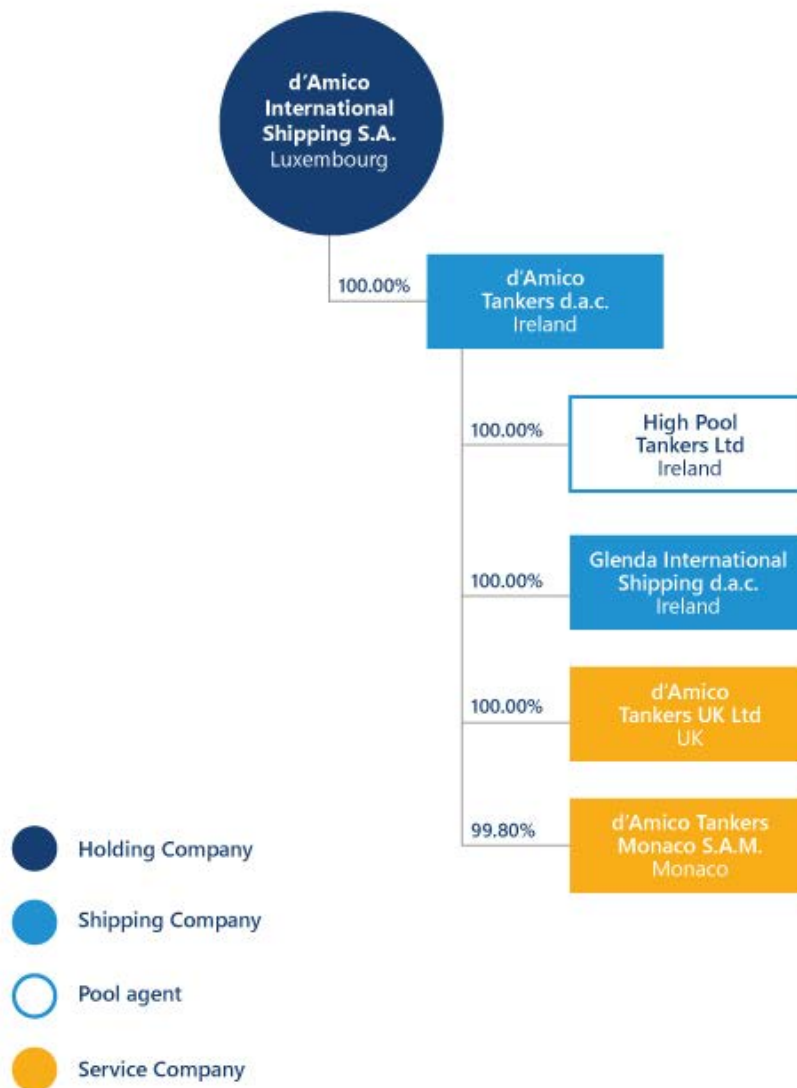 d'Amico
International
Shipping S.A.
Luxembourg
100.00%
d'Amico
Tankers d.a.c.
Ireland
100.00%
High Pool
Tankers Ltd
Ireland
100.00%
Glenda International
Shipping d.a.c.
Ireland
100.00%
d'Amico
Tankers UK Ltd
UK
99.80%
d'Amico Tankers
Monaco S.A.M.
Monaco
Holding Company
Shipping Company
Pool agent
Service Company